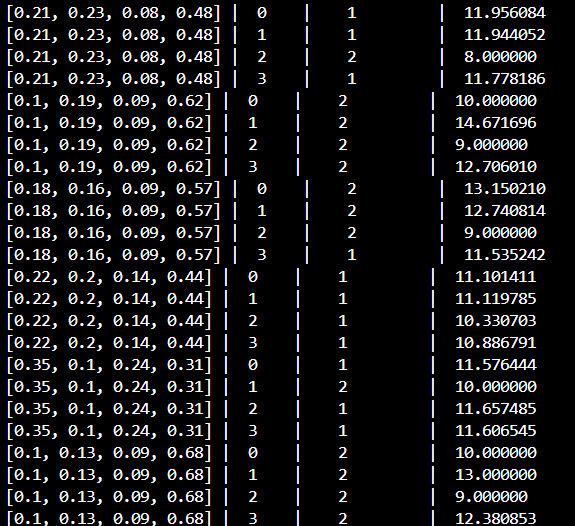 [0.21, 0.23, 0.08, 0.48] | 0 | 1 | 11.956084
[0.21, 0.23, 0.08, 0.48] | 1 | 1 | 11.944052
[0.21, 0.23, 0.08, 0.48] | 2 | 2 | 8.000000
[0.21, 0.23, 0.08, 0.48] | 3 | 1 | 11.778186
[0.1, 0.19, 0.09, 0.62] | 0 | 2 | 10.000000
[0.1, 0.19, 0.09, 0.62] | 1 | 2 | 14.671696
[0.1, 0.19, 0.09, 0.62] | 2 | 2 | 9.000000
[0.1, 0.19, 0.09, 0.62] | 3 | 2 | 12.706010
[0.18, 0.16, 0.09, 0.57] | 0 | 2 | 13.150210
[0.18, 0.16, 0.09, 0.57] | 1 | 2 | 12.740814
[0.18, 0.16, 0.09, 0.57] | 2 | 2 | 9.000000
[0.18, 0.16, 0.09, 0.57] | 3 | 1 | 11.535242
[0.22, 0.2, 0.14, 0.44] | 0 | 1 | 11.101411
[0.22, 0.2, 0.14, 0.44] | 1 | 1 | 11.119785
[0.22, 0.2, 0.14, 0.44] | 2 | 1 | 10.330703
[0.22, 0.2, 0.14, 0.44] | 3 | 1 | 10.886791
[0.35, 0.1, 0.24, 0.31] | 0 | 1 | 11.576444
[0.35, 0.1, 0.24, 0.31] | 1 | 2 | 10.000000
[0.35, 0.1, 0.24, 0.31] | 2 | 1 | 11.657485
[0.35, 0.1, 0.24, 0.31] | 3 | 1 | 11.606545
[0.1, 0.13, 0.09, 0.68] | 0 | 2 | 10.000000
[0.1, 0.13, 0.09, 0.68] | 1 | 2 | 13.000000
[0.1, 0.13, 0.09, 0.68] | 2 | 2 | 9.000000
[0.1, 0.13, 0.09, 0.68] | 3 | 2 | 12.380853